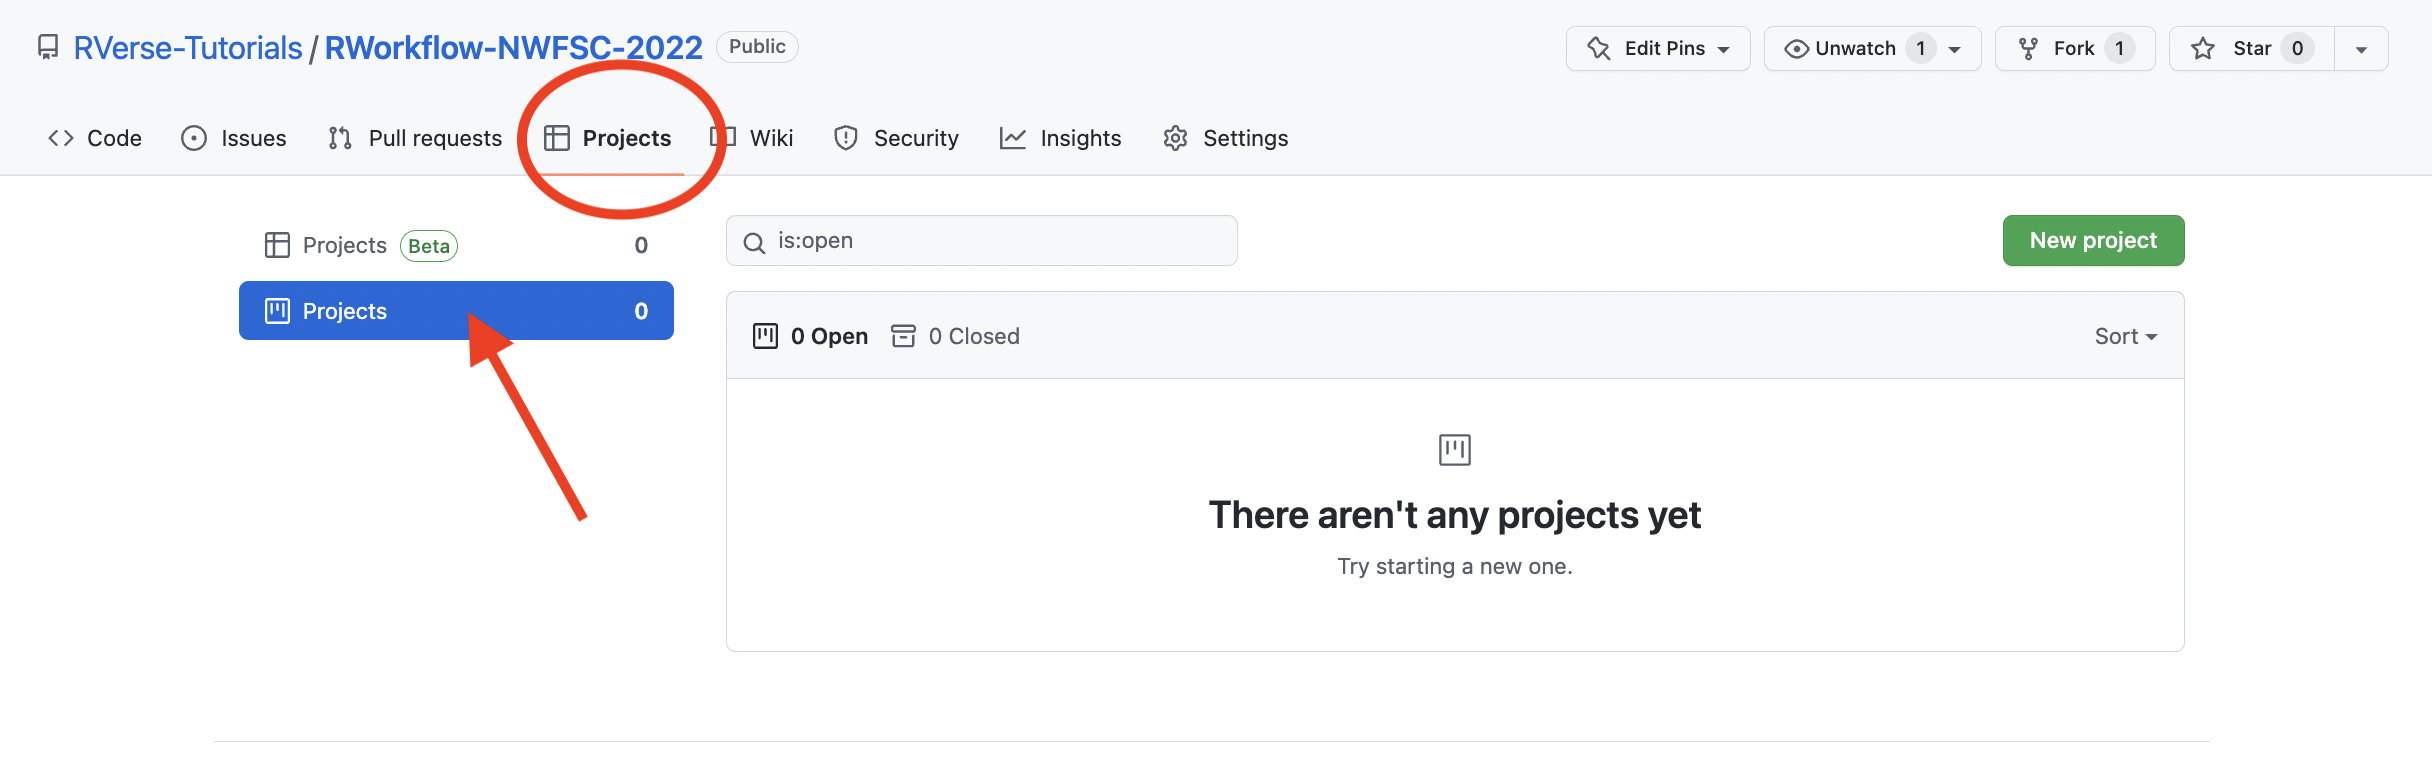 RVerse-Tutorials / RWorkflow-NWFSC-2022 Public Edit Pins Unwatch 1 Fork 1 Star 0
Code Issues Pull requests Projects Wiki Security Insights Settings
Projects Beta 0
is:open New project
Projects 0
0 Open 0 Closed Sort
There aren't any projects yet
Try starting a new one.